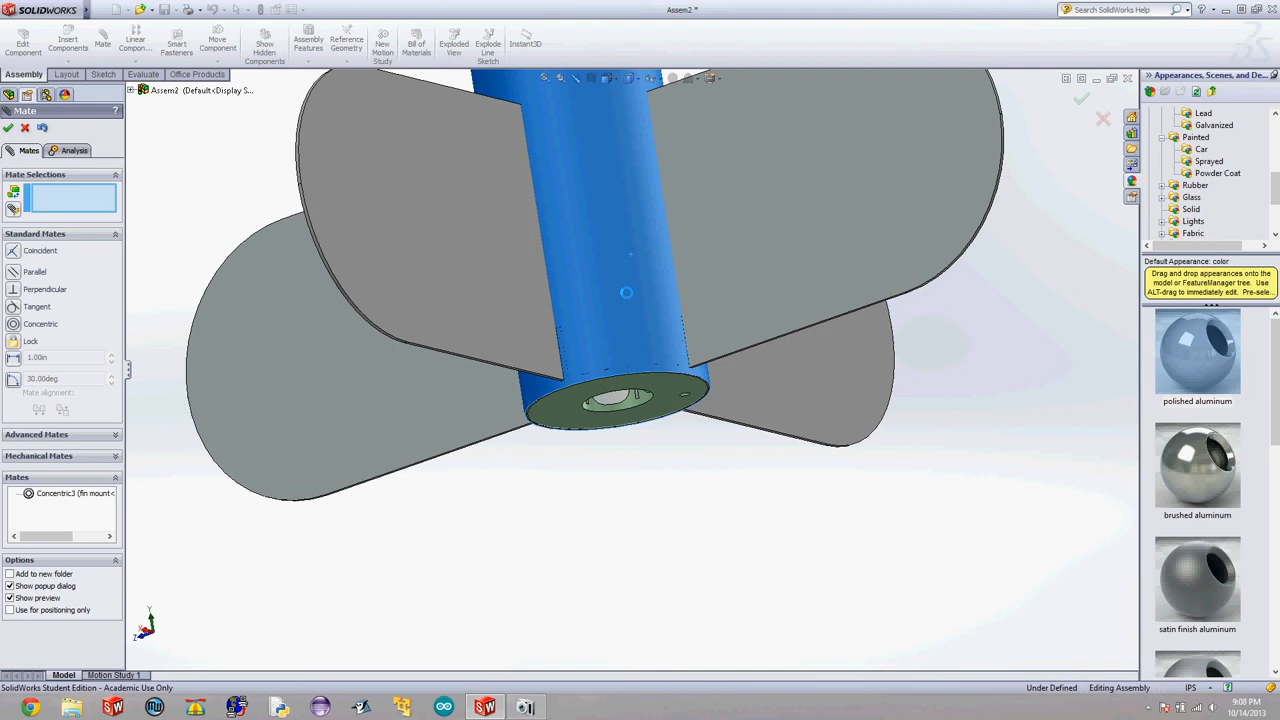 SOLIDWORKS
Assem2 *
Search SolidWorks Help
Edit Component
Insert Components
Mate
Linear Compon...
Smart Fasteners
Move Component
Show Hidden Components
Assembly Features
Reference Geometry
New Motion Study
Bill of Materials
Exploded View
Explode Line Sketch
Instant3D
Assembly
Layout
Sketch
Evaluate
Office Products
Assem2 (Default<Display S...
Mate
?
Mates
Analysis
Mate Selections
Standard Mates
Coincident
Parallel
Perpendicular
Tangent
Concentric
Lock
1.00in
30.00deg
Mate alignment:
Advanced Mates
Mechanical Mates
Mates
Concentric3 (fin mount<
Options
Add to new folder
Show popup dialog
Show preview
Use for positioning only
Y
X
Z
Appearances, Scenes, and De...
Lead
Galvanized
Painted
Car
Sprayed
Powder Coat
Rubber
Glass
Solid
Lights
Fabric
Default Appearance: color
Drag and drop appearances onto the
model or FeatureManager tree. Use
ALT-drag to immediately edit. Pre-sele...
polished aluminum
brushed aluminum
satin finish aluminum
Model
Motion Study 1
SolidWorks Student Edition - Academic Use Only
Under Defined
Editing Assembly
IPS
9:08 PM
10/14/2013